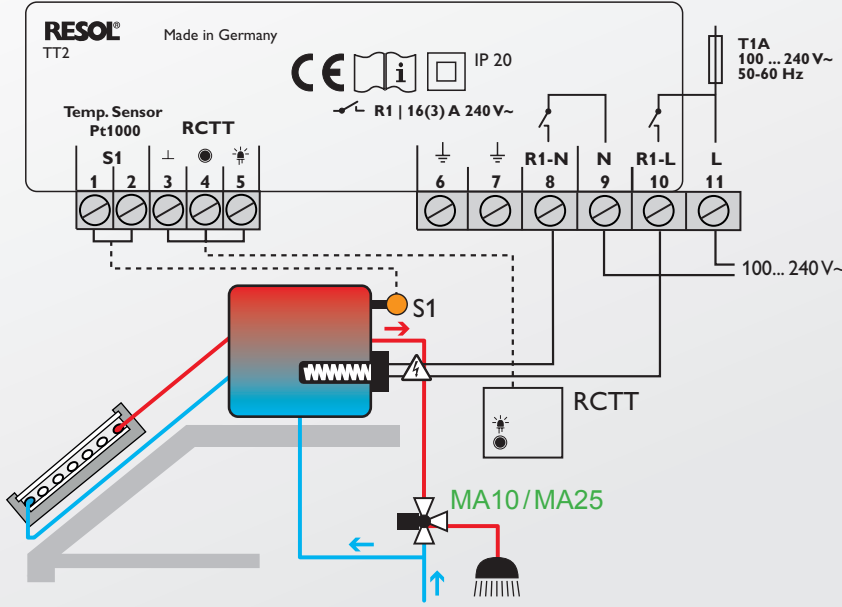 RESOL®
TT2
Made in Germany
CE i IP 20
R1 | 16(3) A 240 V~
T1A
100 ... 240 V~
50-60 Hz
Temp. Sensor
Pt1000
RCTT
S1
R1-N N R1-L L
1 2 3 4 5 6 7 8 9 10 11
100... 240 V~
S1
RCTT
MA10/MA25